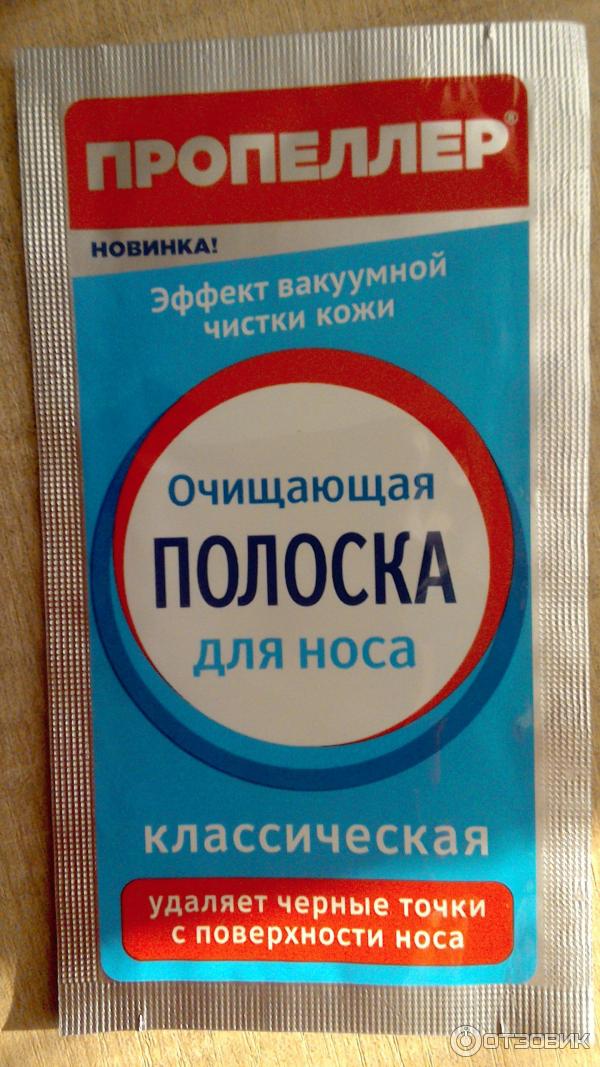 ПРОПЕЛЛЕР®
НОВИНКА!
Эффект вакуумной
чистки кожи
Очищающая
ПОЛОСКА
для носа
классическая
удаляет черные точки
с поверхности носа
ОТЗОВИК